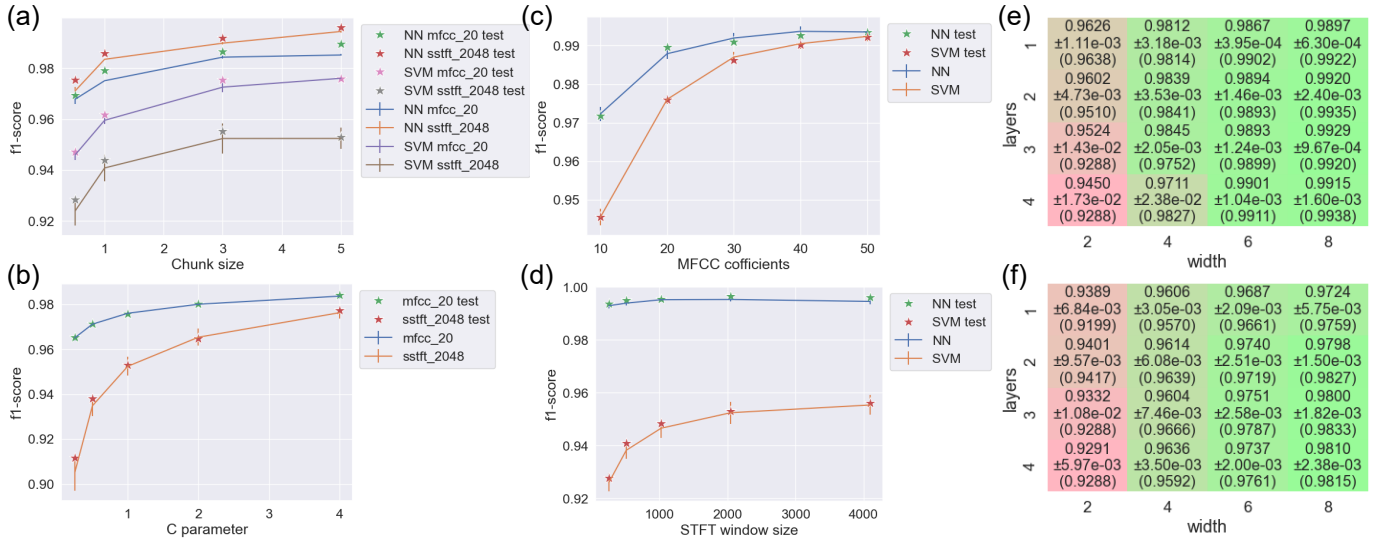 (a)
0.98
0.96
0.94
0.92
f1-score
1
2
3
4
5
Chunk size
NN mfcc_20 test
NN sstft_2048 test
SVM mfcc_20 test
SVM sstft_2048 test
NN mfcc_20
NN sstft_2048
SVM mfcc_20
SVM sstft_2048
(b)
0.98
0.96
0.94
0.92
0.90
f1-score
1
2
3
4
C parameter
mfcc_20 test
sstft_2048 test
mfcc_20
sstft_2048
(c)
0.99
0.98
0.97
0.96
0.95
f1-score
10
20
30
40
50
MFCC cofficients
NN test
SVM test
NN
SVM
(d)
1.00
0.98
0.96
0.94
0.92
f1-score
1000
2000
3000
4000
STFT window size
NN test
SVM test
NN
SVM
(e)
layers
1
0.9626 0.9812 0.9867 0.9897
±1.11e-03 ±3.18e-03 ±3.95e-04 ±6.30e-04
(0.9638) (0.9814) (0.9902) (0.9922)
2
0.9602 0.9839 0.9894 0.9920
±4.73e-03 ±3.53e-03 ±1.46e-03 ±2.40e-03
(0.9510) (0.9841) (0.9893) (0.9935)
3
0.9524 0.9845 0.9893 0.9929
±1.43e-02 ±2.05e-03 ±1.24e-03 ±9.67e-04
(0.9288) (0.9752) (0.9899) (0.9920)
4
0.9450 0.9711 0.9901 0.9915
±1.73e-02 ±2.38e-02 ±1.04e-03 ±1.60e-03
(0.9288) (0.9827) (0.9911) (0.9938)
2 4 6 8
width
(f)
layers
1
0.9389 0.9606 0.9687 0.9724
±6.84e-03 ±3.05e-03 ±2.09e-03 ±5.75e-03
(0.9199) (0.9570) (0.9661) (0.9759)
2
0.9401 0.9614 0.9740 0.9798
±9.57e-03 ±6.08e-03 ±2.51e-03 ±1.50e-03
(0.9417) (0.9639) (0.9719) (0.9827)
3
0.9332 0.9604 0.9751 0.9800
±1.08e-02 ±7.46e-03 ±2.58e-03 ±1.82e-03
(0.9288) (0.9666) (0.9787) (0.9833)
4
0.9291 0.9636 0.9737 0.9810
±5.97e-03 ±3.50e-03 ±2.00e-03 ±2.38e-03
(0.9288) (0.9592) (0.9761) (0.9815)
2 4 6 8
width